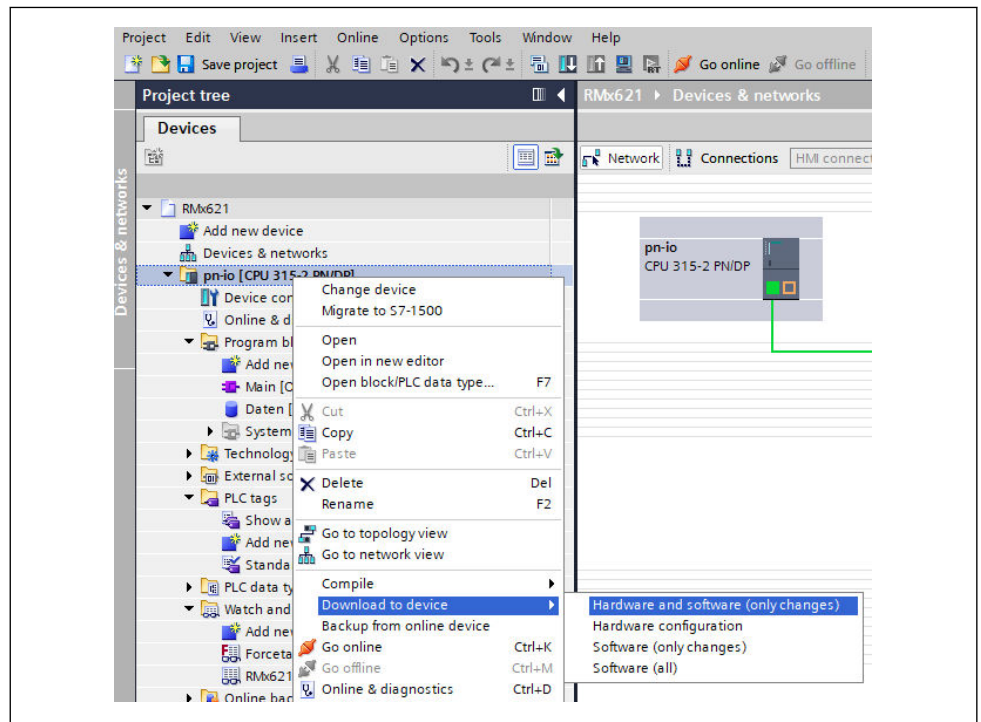 Project Edit View Insert Online Options Tools Window Help
Save project Go online Go offline
Project tree
RMx621 Devices & networks
Devices
Network Connections HMI connec
Devices & networks
RMx621
Add new device
Devices & networks
pn-io [CPU 315-2 PN/DP]
Device con
Online & d
Program bl
Add ne
Main [O
Daten [
System
Technology
External so
PLC tags
Show a
Add ne
Standa
PLC data ty
Watch and
Add ne
Forceta
RMx621
Online bac
Change device
Migrate to S7-1500
Open
Open in new editor
Open block/PLC data type... F7
Cut Ctrl+X
Copy Ctrl+C
Paste Ctrl+V
Delete Del
Rename F2
Go to topology view
Go to network view
Compile
Download to device
Backup from online device
Go online Ctrl+K
Go offline Ctrl+M
Online & diagnostics Ctrl+D
Hardware and software (only changes)
Hardware configuration
Software (only changes)
Software (all)
pn-io
CPU 315-2 PN/DP